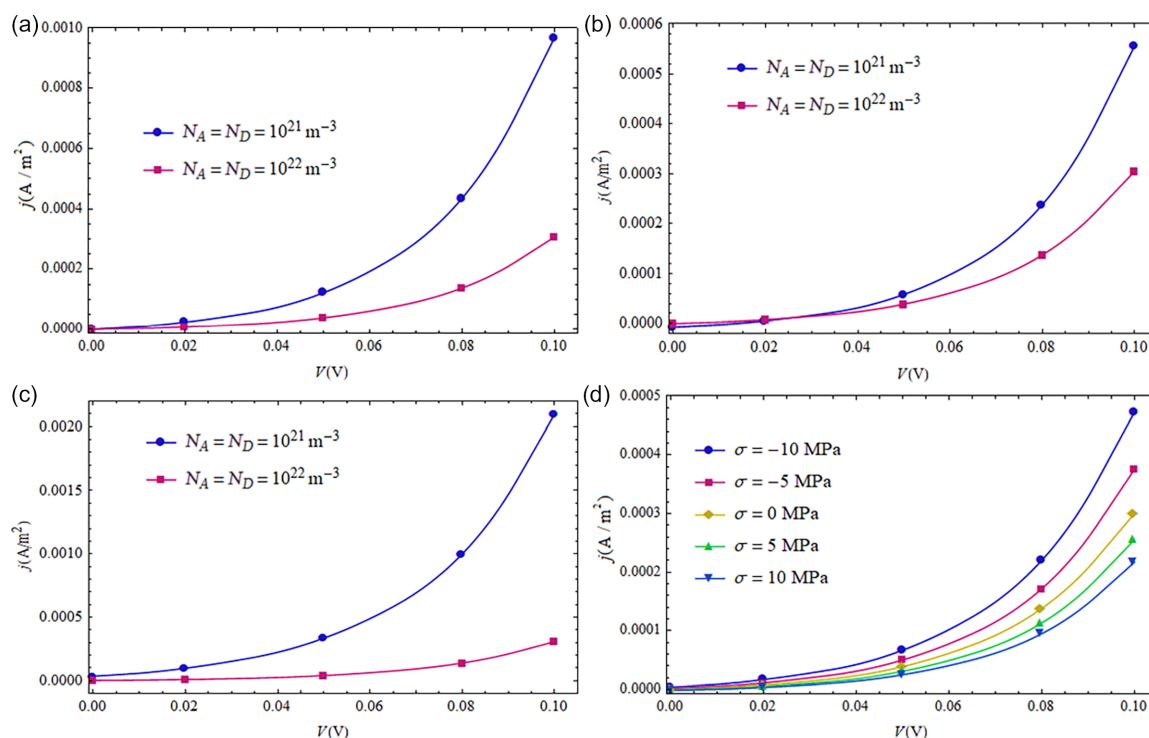 (a)
0.0010
0.0008
0.0006
0.0004
0.0002
0.0000
j(A / m²)
N_A = N_D = 10²¹ m⁻³
N_A = N_D = 10²² m⁻³
0.00 0.02 0.04 0.06 0.08 0.10
V(V)
(b)
0.0006
0.0005
0.0004
0.0003
0.0002
0.0001
0.0000
j(A/m²)
N_A = N_D = 10²¹ m⁻³
N_A = N_D = 10²² m⁻³
0.00 0.02 0.04 0.06 0.08 0.10
V(V)
(c)
0.0020
0.0015
0.0010
0.0005
0.0000
j(A/m²)
N_A = N_D = 10²¹ m⁻³
N_A = N_D = 10²² m⁻³
0.00 0.02 0.04 0.06 0.08 0.10
V(V)
(d)
0.0005
0.0004
0.0003
0.0002
0.0001
0.0000
j(A / m²)
σ = −10 MPa
σ = −5 MPa
σ = 0 MPa
σ = 5 MPa
σ = 10 MPa
0.00 0.02 0.04 0.06 0.08 0.10
V(V)